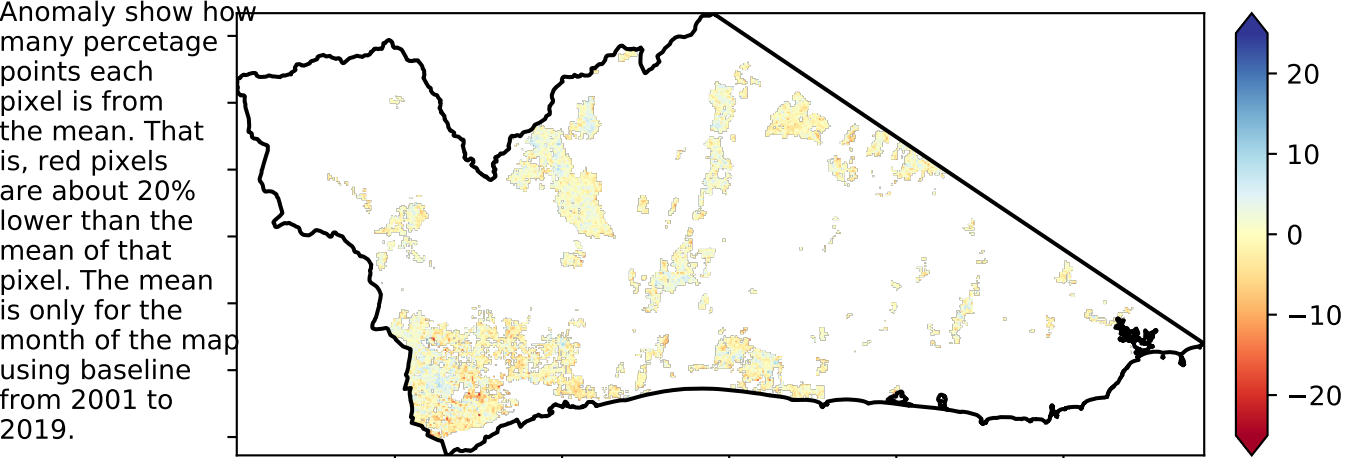 Anomaly show how
many percetage
points each
pixel is from
the mean. That
is, red pixels
are about 20%
lower than the
mean of that
pixel. The mean
is only for the
month of the map
using baseline
from 2001 to
2019.
20
10
0
−10
−20